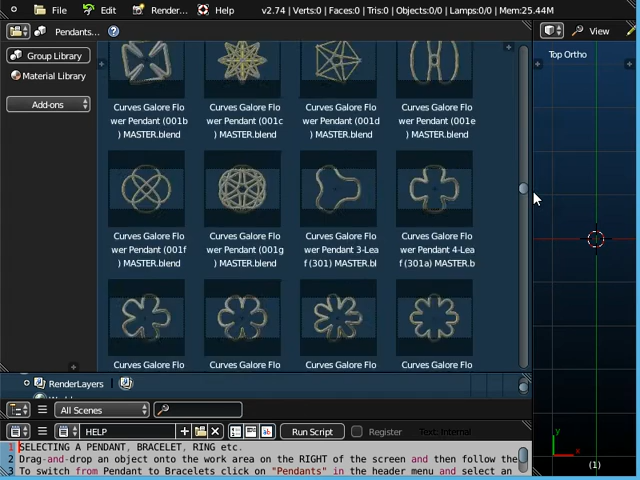 File Edit Render... Help v2.74 | Verts:0 | Faces:0 | Tris:0 | Objects:0/0 | Lamps:0/0 | Mem:25.44M
Pendants... View
Group Library
Material Library
Add-ons
Top Ortho
Curves Galore Flo Curves Galore Flo Curves Galore Flo Curves Galore Flo
wer Pendant (001b wer Pendant (001c wer Pendant (001d wer Pendant (001e
) MASTER.blend ) MASTER.blend ) MASTER.blend ) MASTER.blend
Curves Galore Flo Curves Galore Flo Curves Galore Flo Curves Galore Flo
wer Pendant (001f wer Pendant (001g wer Pendant 3-Lea wer Pendant 4-Lea
) MASTER.blend ) MASTER.blend f (301) MASTER.bl f (301a) MASTER.b
Curves Galore Flo Curves Galore Flo Curves Galore Flo Curves Galore Flo
RenderLayers
All Scenes
HELP Run Script Register Text: Internal
1 SELECTING A PENDANT, BRACELET, RING etc.
2 Drag-and-drop an object onto the work area on the RIGHT of the screen and then follow the
3 To switch from Pendant to Bracelets click on "Pendants" in the header menu and select an
y
x
(1)